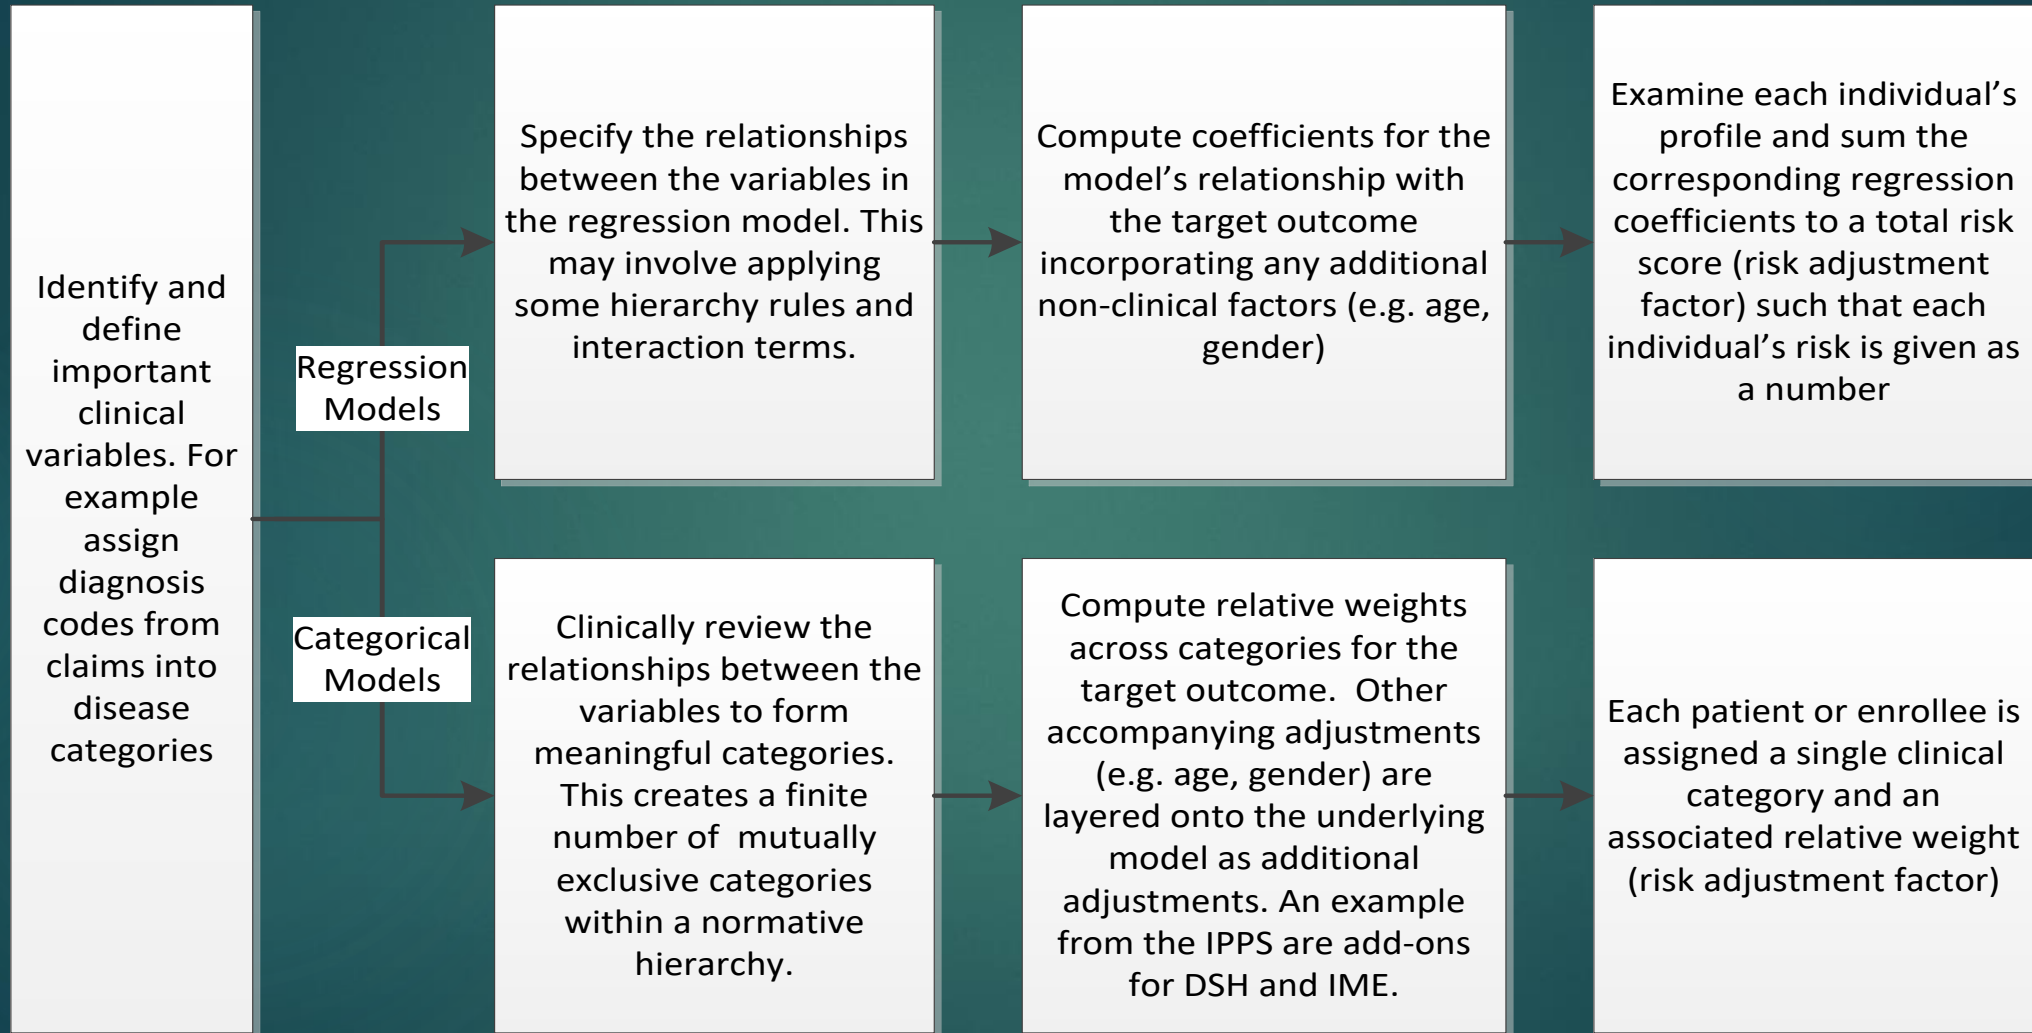 Identify and
define
important
clinical
variables. For
example
assign
diagnosis
codes from
claims into
disease
categories
Regression
Models
Specify the relationships
between the variables in
the regression model. This
may involve applying
some hierarchy rules and
interaction terms.
Compute coefficients for the
model’s relationship with
the target outcome
incorporating any additional
non-clinical factors (e.g. age,
gender)
Examine each individual’s
profile and sum the
corresponding regression
coefficients to a total risk
score (risk adjustment
factor) such that each
individual’s risk is given as
a number
Categorical
Models
Clinically review the
relationships between the
variables to form
meaningful categories.
This creates a finite
number of  mutually
exclusive categories
within a normative
hierarchy.
Compute relative weights
across categories for the
target outcome.  Other
accompanying adjustments
(e.g. age, gender) are
layered onto the underlying
model as additional
adjustments. An example
from the IPPS are add-ons
for DSH and IME.
Each patient or enrollee is
assigned a single clinical
category and an
associated relative weight
(risk adjustment factor)